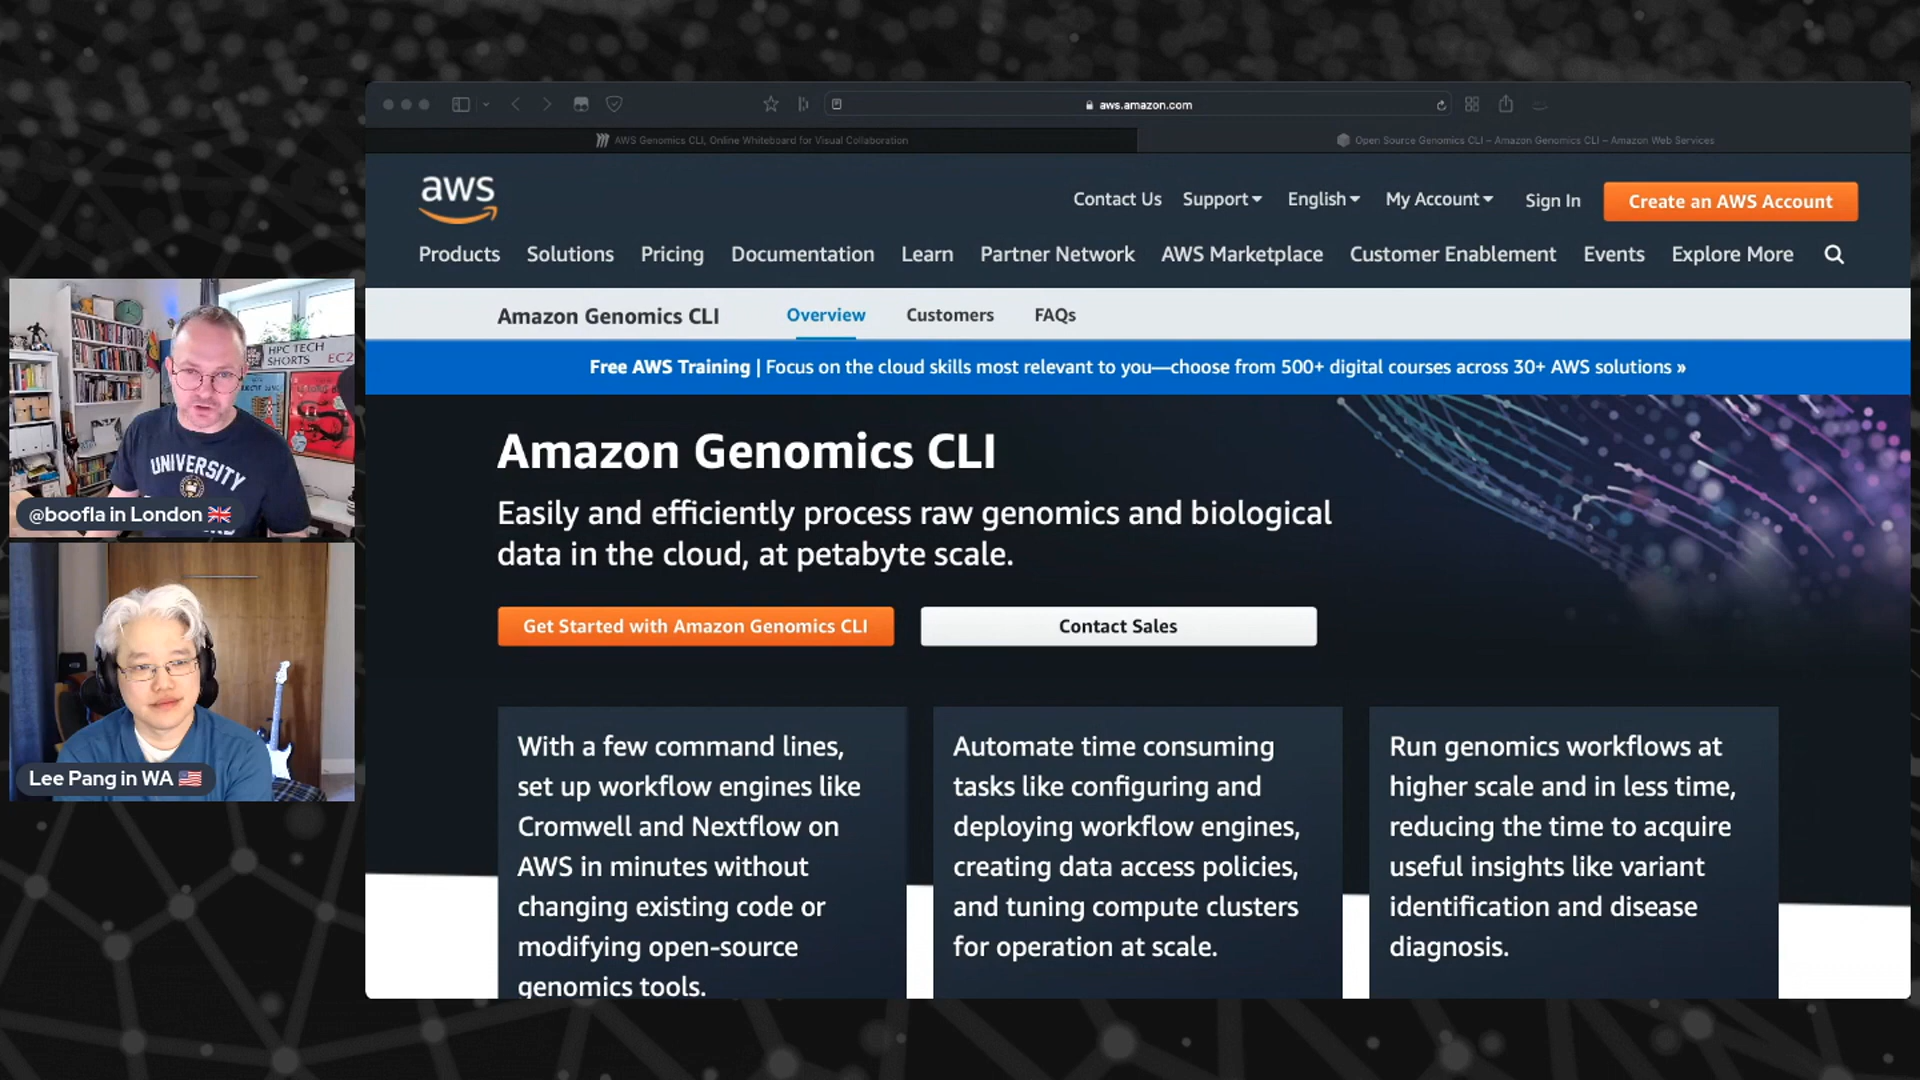 aws.amazon.com
AWS Genomics CLI, Online Whiteboard for Visual Collaboration
Open Source Genomics CLI – Amazon Genomics CLI – Amazon Web Services
aws
Contact Us Support English My Account Sign In Create an AWS Account
Products Solutions Pricing Documentation Learn Partner Network AWS Marketplace Customer Enablement Events Explore More
Amazon Genomics CLI Overview Customers FAQs
Free AWS Training | Focus on the cloud skills most relevant to you—choose from 500+ digital courses across 30+ AWS solutions »
Amazon Genomics CLI
Easily and efficiently process raw genomics and biological
data in the cloud, at petabyte scale.
Get Started with Amazon Genomics CLI
Contact Sales
With a few command lines,
set up workflow engines like
Cromwell and Nextflow on
AWS in minutes without
changing existing code or
modifying open-source
genomics tools.
Automate time consuming
tasks like configuring and
deploying workflow engines,
creating data access policies,
and tuning compute clusters
for operation at scale.
Run genomics workflows at
higher scale and in less time,
reducing the time to acquire
useful insights like variant
identification and disease
diagnosis.
HPC TECH
SHORTS EC2
UNIVERSITY
@boofla in London
Lee Pang in WA